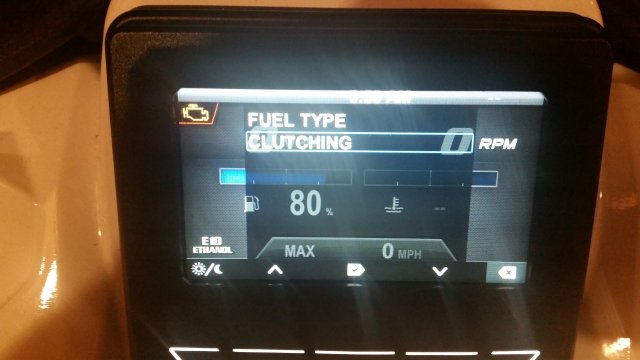 FUEL TYPE
CLUTCHING
0 RPM
80 %
E10
ETHANOL
MAX 0 MPH